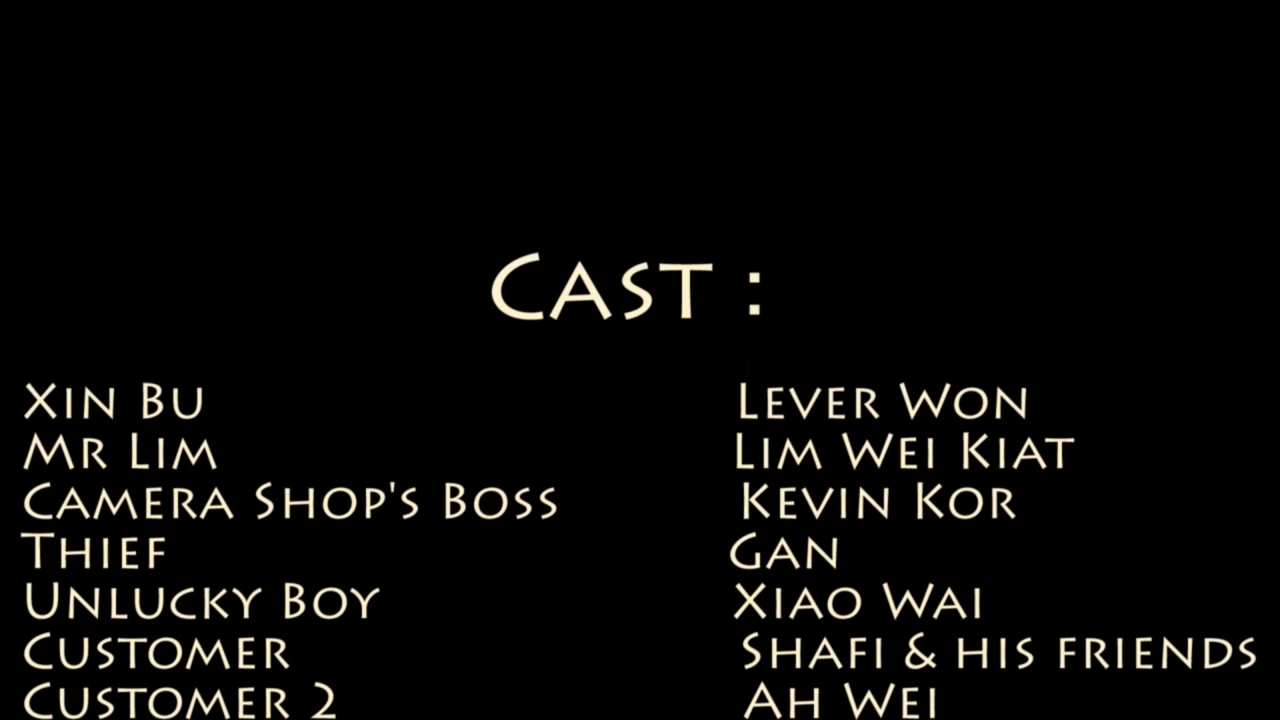 Cast :
Xin Bu Lever Won
Mr Lim Lim Wei Kiat
Camera Shop's Boss Kevin Kor
Thief Gan
Unlucky Boy Xiao Wai
Customer Shafi & his friends
Customer 2 Ah Wei